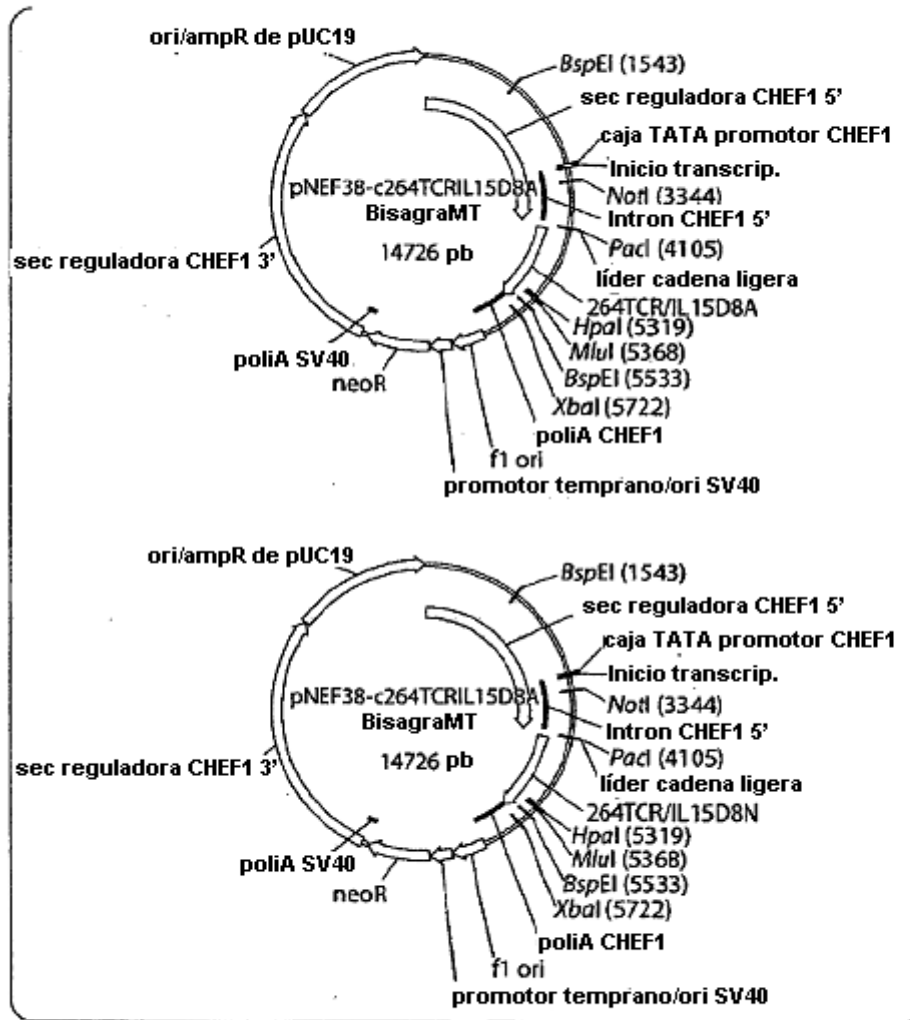 ori/ampR de pUC19
BspEI (1543)
sec reguladora CHEF1 5’
caja TATA promotor CHEF1
Inicio transcrip.
pNEF38-c264TCRIL15D8A
NotI (3344)
BisagraMT
Intron CHEF1 5’
14726 pb
PacI (4105)
sec reguladora CHEF1 3’
líder cadena ligera
264TCR/IL15D8A
HpaI (5319)
poliA SV40
MluI (5368)
neoR
BspEI (5533)
XbaI (5722)
poliA CHEF1
f1 ori
promotor temprano/ori SV40
ori/ampR de pUC19
BspEI (1543)
sec reguladora CHEF1 5’
caja TATA promotor CHEF1
Inicio transcrip.
pNEF38-c264TCRIL15D8A
NotI (3344)
BisagraMT
Intron CHEF1 5’
14726 pb
PacI (4105)
sec reguladora CHEF1 3’
líder cadena ligera
264TCR/IL15D8N
HpaI (5319)
poliA SV40
MluI (5368)
neoR
BspEI (5533)
XbaI (5722)
poliA CHEF1
f1 ori
promotor temprano/ori SV40